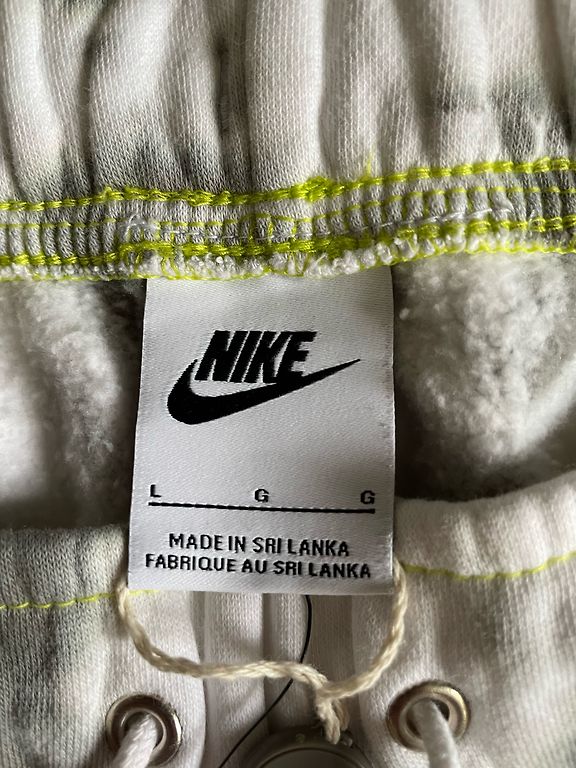 NIKE
L G G
MADE IN SRI LANKA
FABRIQUE AU SRI LANKA